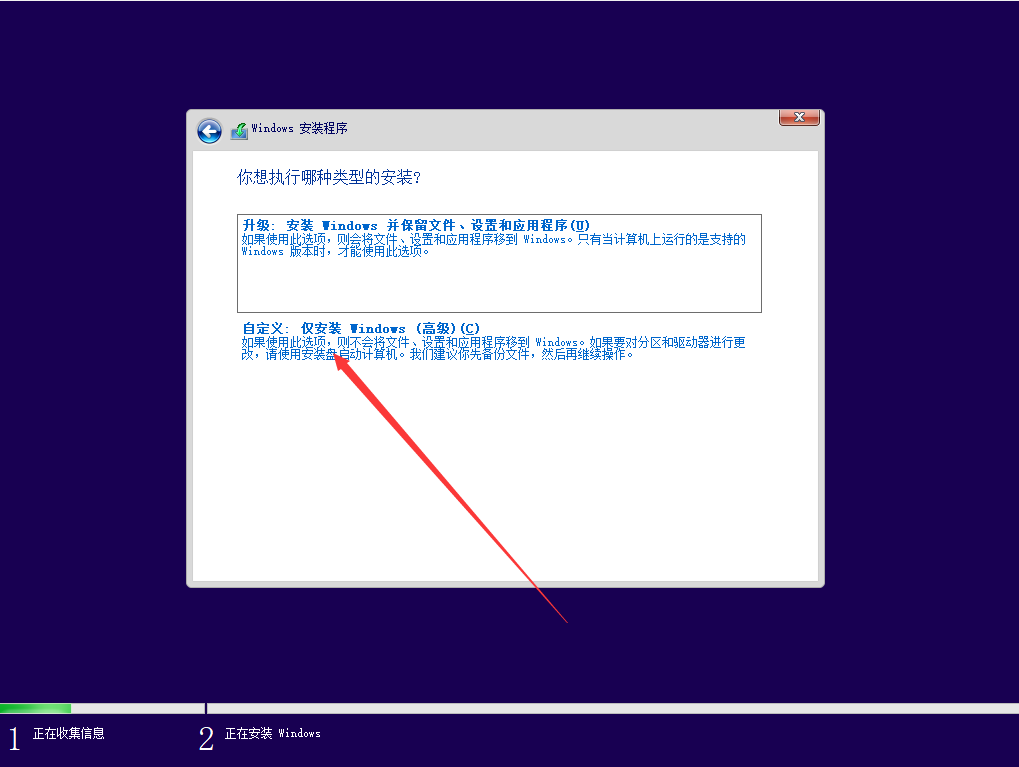 Windows 安装程序
你想执行哪种类型的安装?
升级: 安装 Windows 并保留文件、设置和应用程序(U)
如果使用此选项，则会将文件、设置和应用程序移到 Windows。只有当计算机上运行的是支持的
Windows 版本时，才能使用此选项。
自定义: 仅安装 Windows (高级)(C)
如果使用此选项，则不会将文件、设置和应用程序移到 Windows。如果要对分区和驱动器进行更
改，请使用安装盘启动计算机。我们建议你先备份文件，然后再继续操作。
1 正在收集信息
2 正在安装 Windows